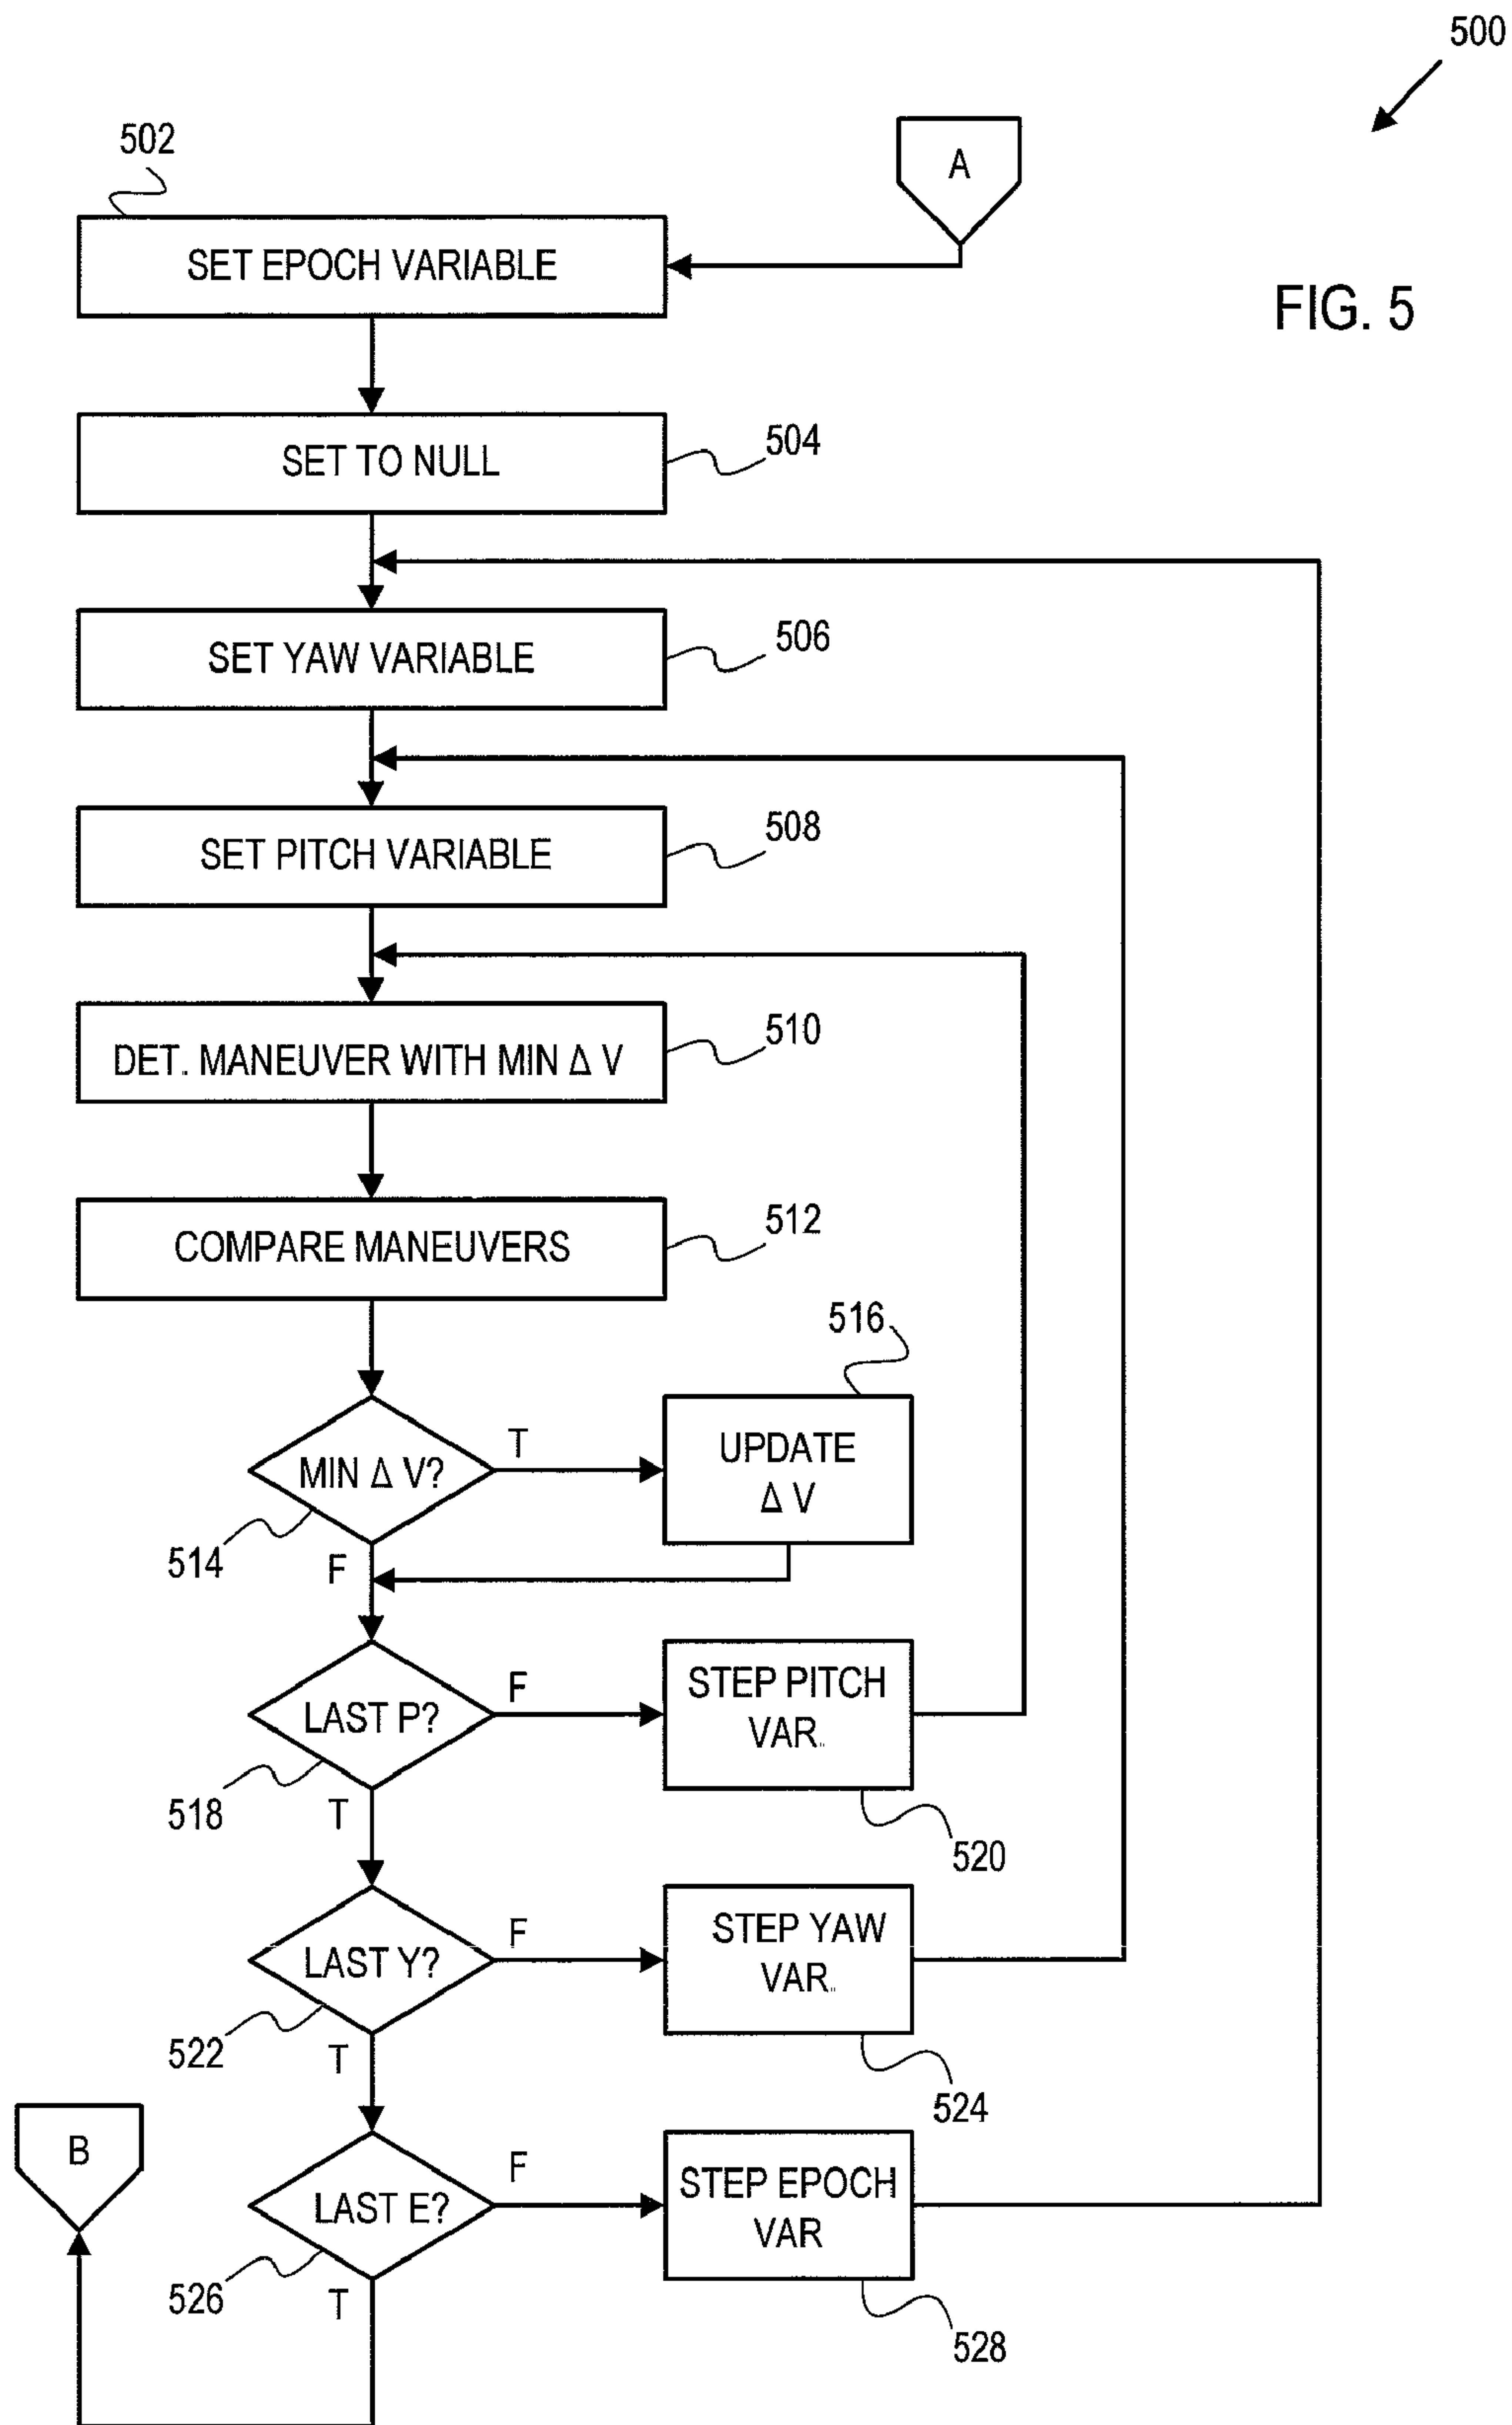 500
502
A
SET EPOCH VARIABLE
FIG. 5
SET TO NULL
504
SET YAW VARIABLE
506
SET PITCH VARIABLE
508
DET. MANEUVER WITH MIN Δ V
510
COMPARE MANEUVERS
512
516
MIN Δ V?
T
UPDATE
Δ V
514
F
LAST P?
F
STEP PITCH
VAR.
518
T
520
LAST Y?
F
STEP YAW
VAR.
522
T
524
B
LAST E?
F
STEP EPOCH
VAR
526
T
528